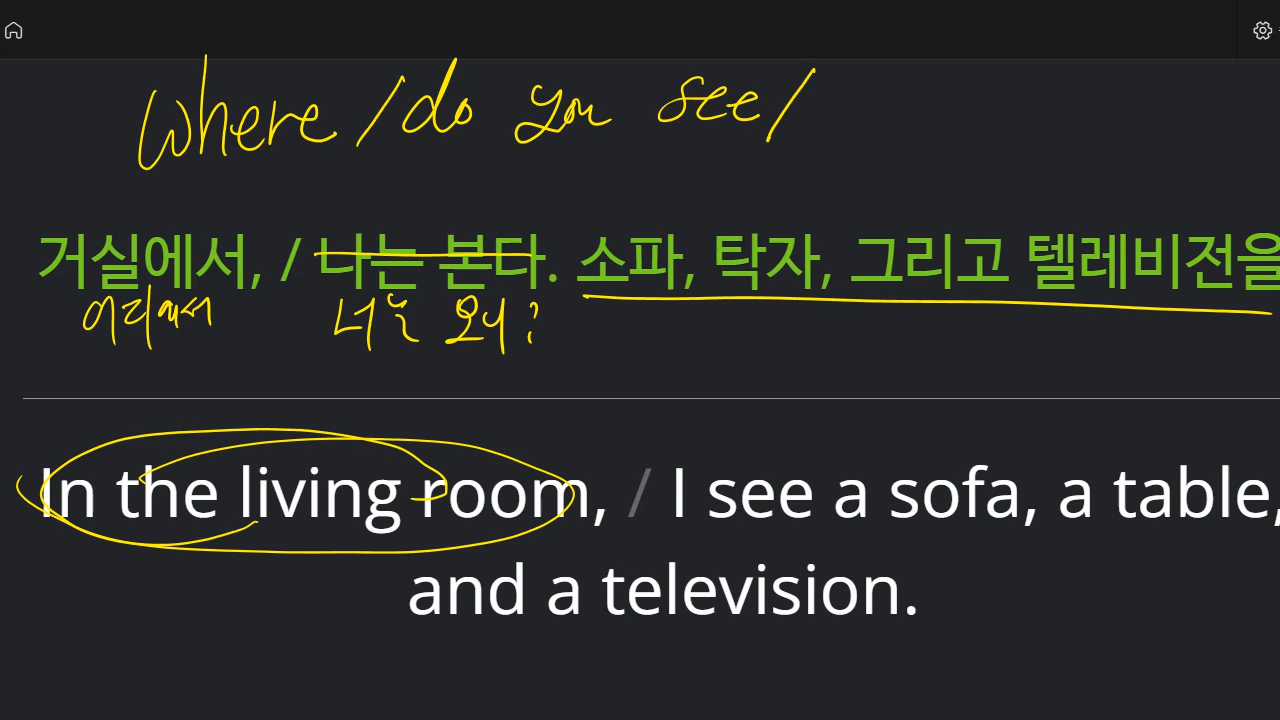 where / do you see /
거실에서, / 나는 본다. 소파, 탁자, 그리고 텔레비전을
어디에서 너는 보니?
In the living room, / I see a sofa, a table,
and a television.